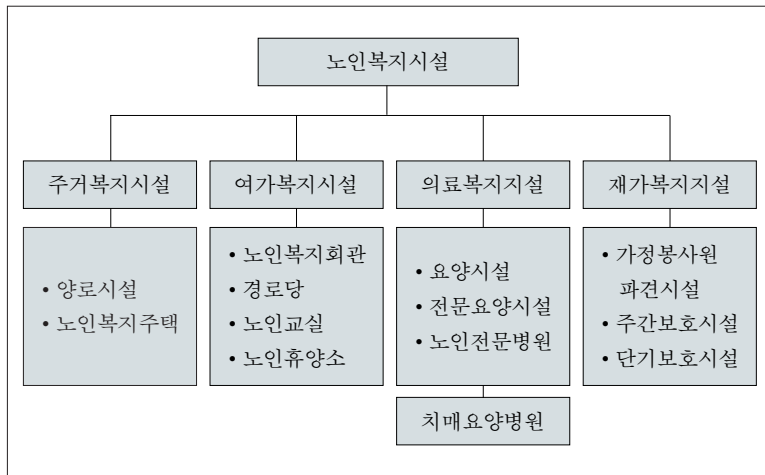 노인복지시설
주거복지시설
여가복지시설
의료복지지설
재가복지지설
• 양로시설
• 노인복지주택
• 노인복지회관
• 경로당
• 노인교실
• 노인휴양소
• 요양시설
• 전문요양시설
• 노인전문병원
• 가정봉사원
파견시설
• 주간보호시설
• 단기보호시설
치매요양병원